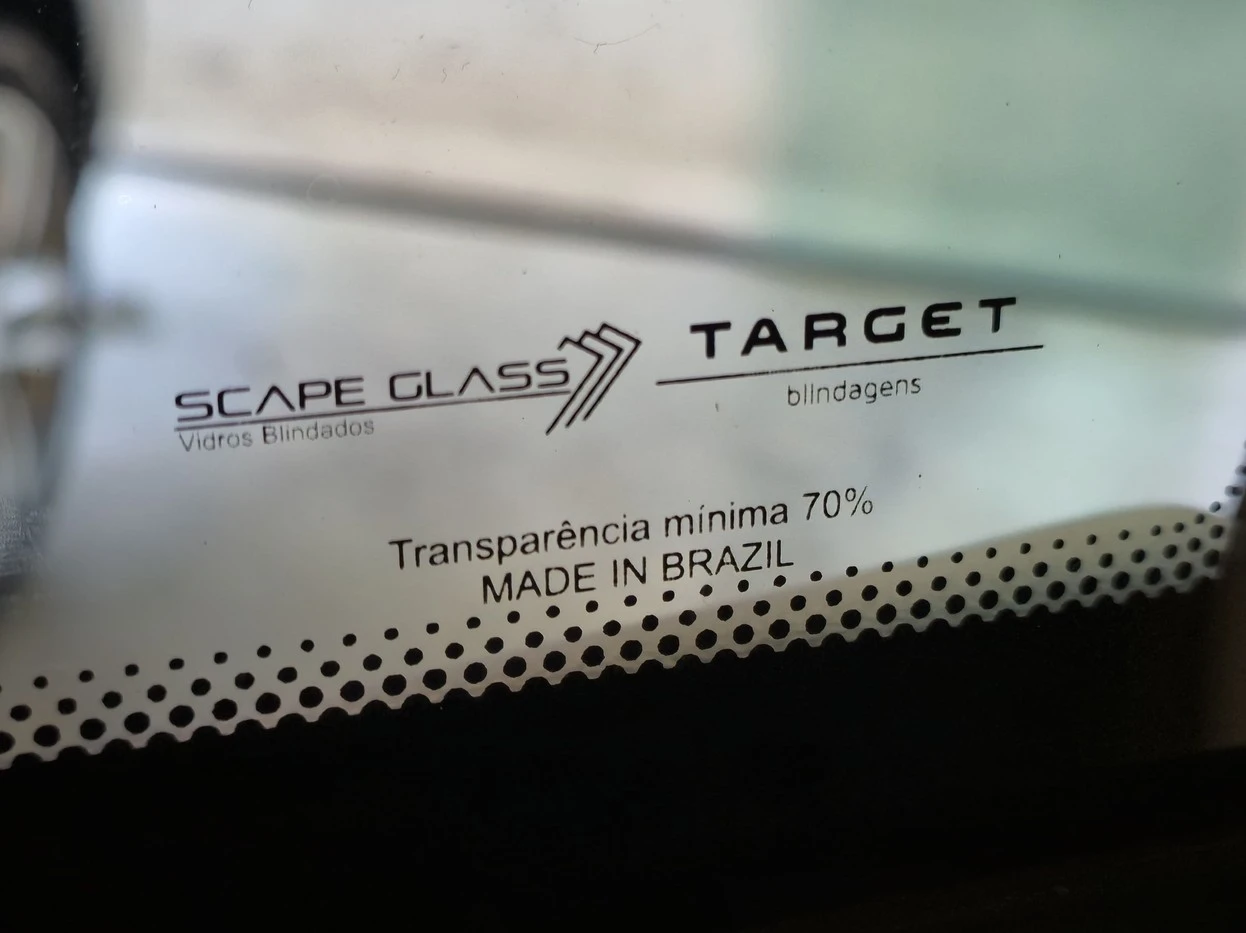 SCAPE GLASS
Vidros Blindados
TARGET
blindagens
Transparência mínima 70%
MADE IN BRAZIL